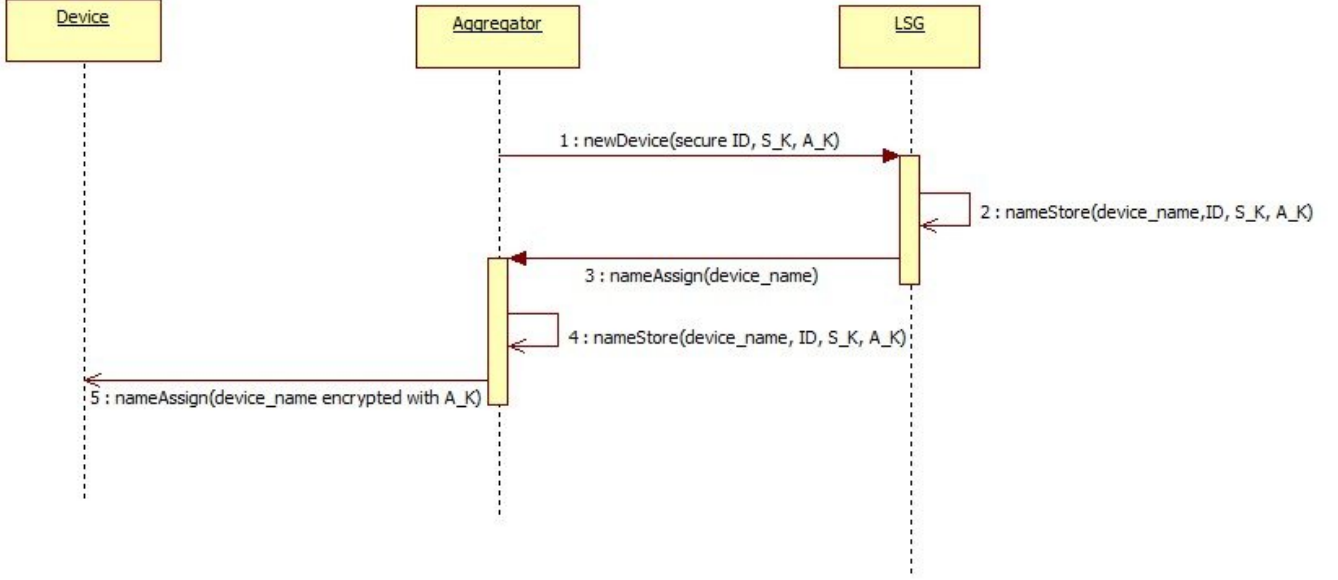 Device
Aggregator
LSG
1 : newDevice(secure ID, S_K, A_K)
2 : nameStore(device_name,ID, S_K, A_K)
3 : nameAssign(device_name)
4 : nameStore(device_name, ID, S_K, A_K)
5 : nameAssign(device_name encrypted with A_K)